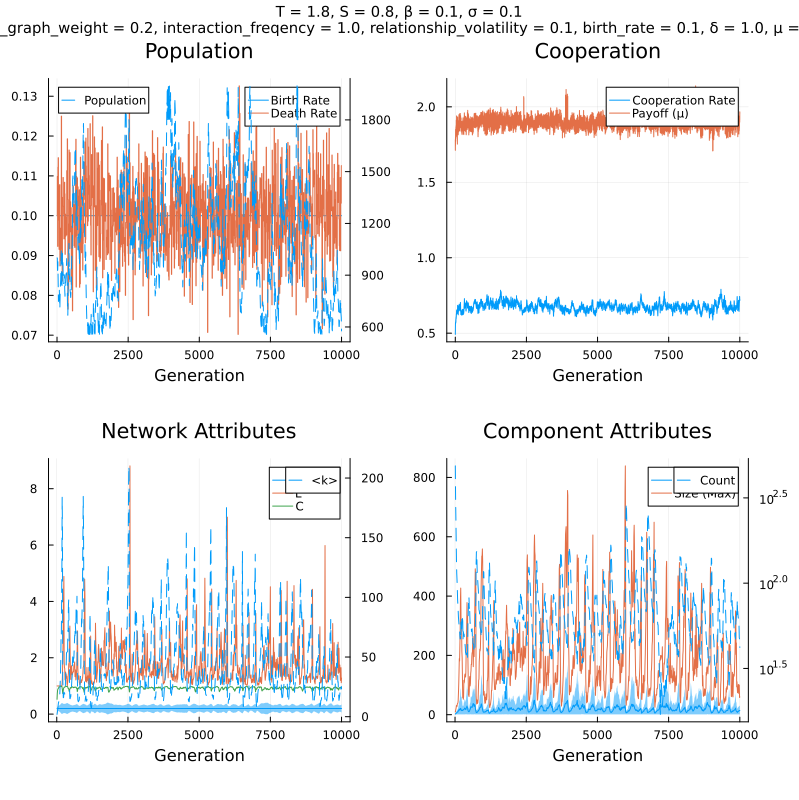 T = 1.8, S = 0.8, β = 0.1, σ = 0.1
_graph_weight = 0.2, interaction_freqency = 1.0, relationship_volatility = 0.1, birth_rate = 0.1, δ = 1.0, μ =
Population
Cooperation
0.13
0.12
0.11
0.10
0.09
0.08
0.07
Population
Birth Rate
Death Rate
1800
1500
1200
900
600
0 2500 5000 7500 10000
Generation
2.0
1.5
1.0
0.5
Cooperation Rate
Payoff (μ)
0 2500 5000 7500 10000
Generation
Network Attributes
Component Attributes
8
6
4
2
0
<k>
L
C
200
150
100
50
0
0 2500 5000 7500 10000
Generation
800
600
400
200
0
Count
Size (Max)
10^2.5
10^2.0
10^1.5
0 2500 5000 7500 10000
Generation